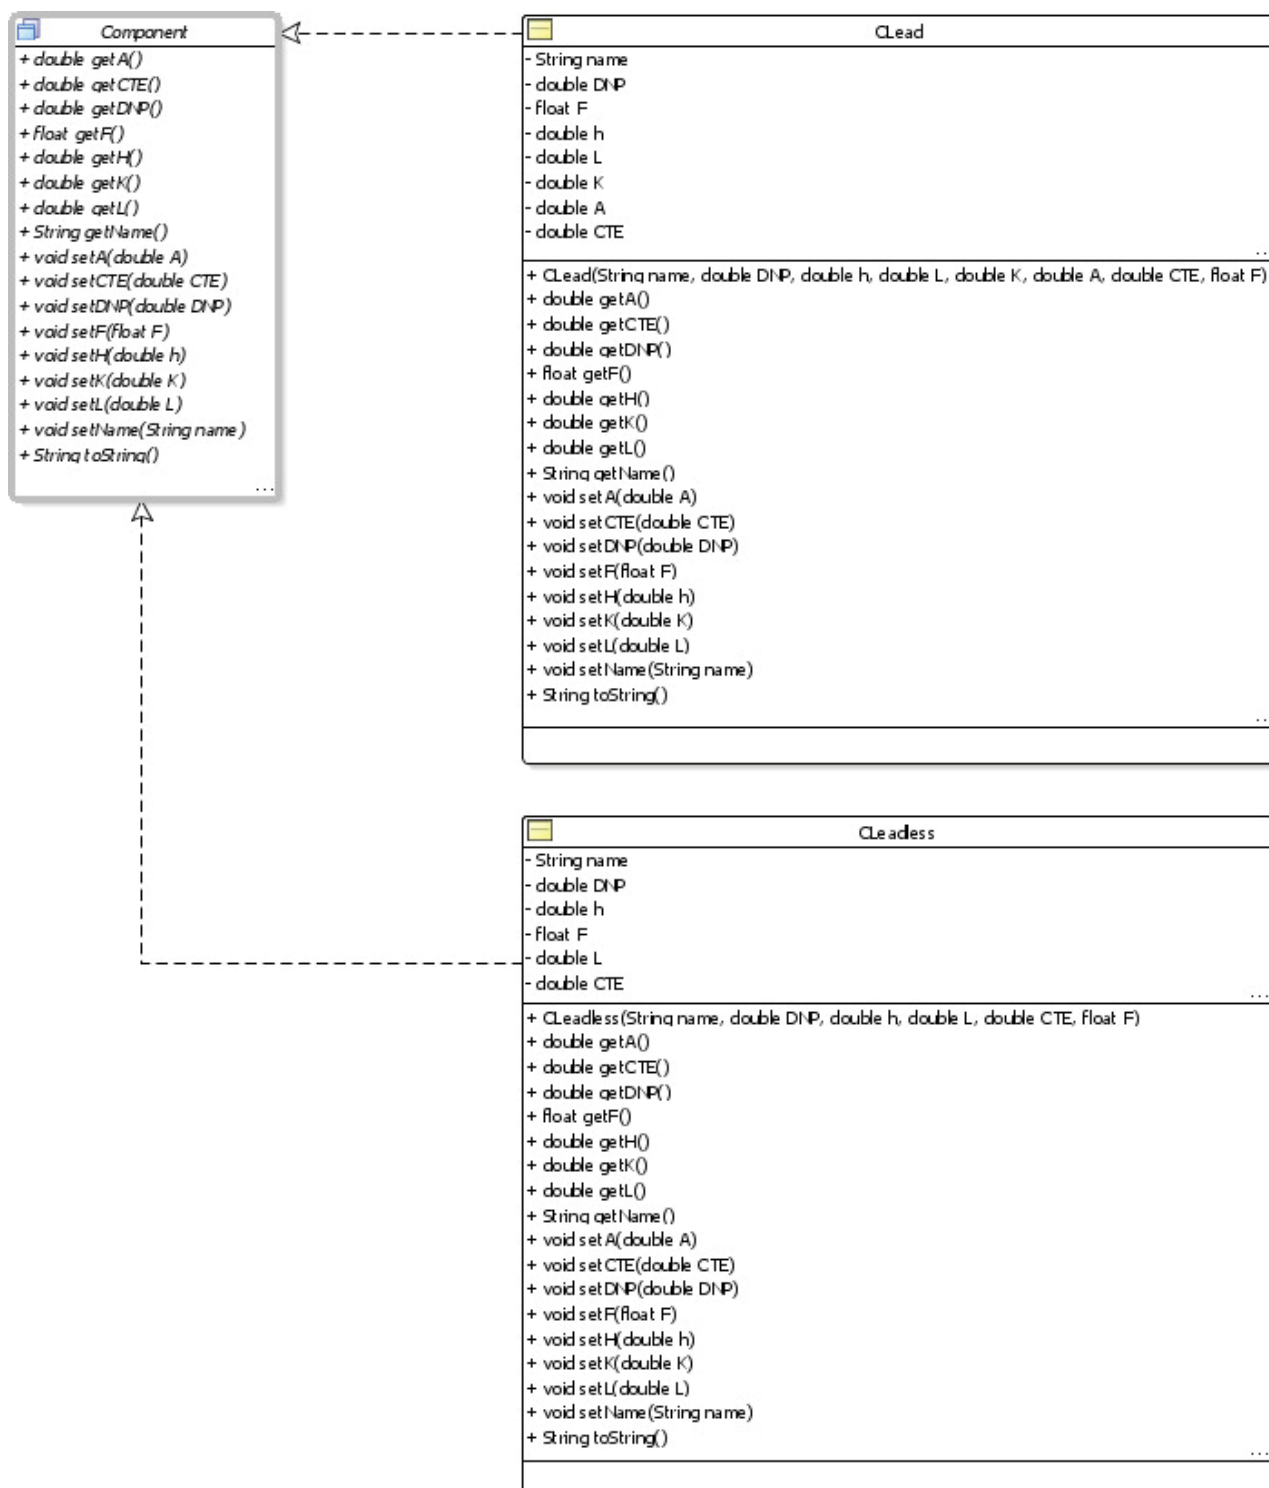 Component
+ double getA()
+ double getCTE()
+ double getDNP()
+ float getF()
+ double getH()
+ double getK()
+ double getL()
+ String getName()
+ void setA(double A)
+ void setCTE(double CTE)
+ void setDNP(double DNP)
+ void setF(float F)
+ void setH(double h)
+ void setK(double K)
+ void setL(double L)
+ void setName(String name)
+ String toString()
...
CLead
- String name
- double DNP
- float F
- double h
- double L
- double K
- double A
- double CTE
..
+ CLead(String name, double DNP, double h, double L, double K, double A, double CTE, float F)
+ double getA()
+ double getCTE()
+ double getDNP()
+ float getF()
+ double getH()
+ double getK()
+ double getL()
+ String getName()
+ void setA(double A)
+ void setCTE(double CTE)
+ void setDNP(double DNP)
+ void setF(float F)
+ void setH(double h)
+ void setK(double K)
+ void setL(double L)
+ void setName(String name)
+ String toString()
..
CLeadless
- String name
- double DNP
- double h
- float F
- double L
- double CTE
...
+ CLeadless(String name, double DNP, double h, double L, double CTE, float F)
+ double getA()
+ double getCTE()
+ double getDNP()
+ float getF()
+ double getH()
+ double getK()
+ double getL()
+ String getName()
+ void setA(double A)
+ void setCTE(double CTE)
+ void setDNP(double DNP)
+ void setF(float F)
+ void setH(double h)
+ void setK(double K)
+ void setL(double L)
+ void setName(String name)
+ String toString()
...